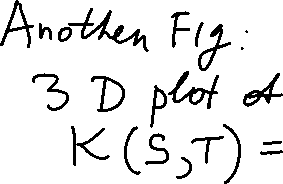 Another Fig:
3 D plot of
K(S,T) =